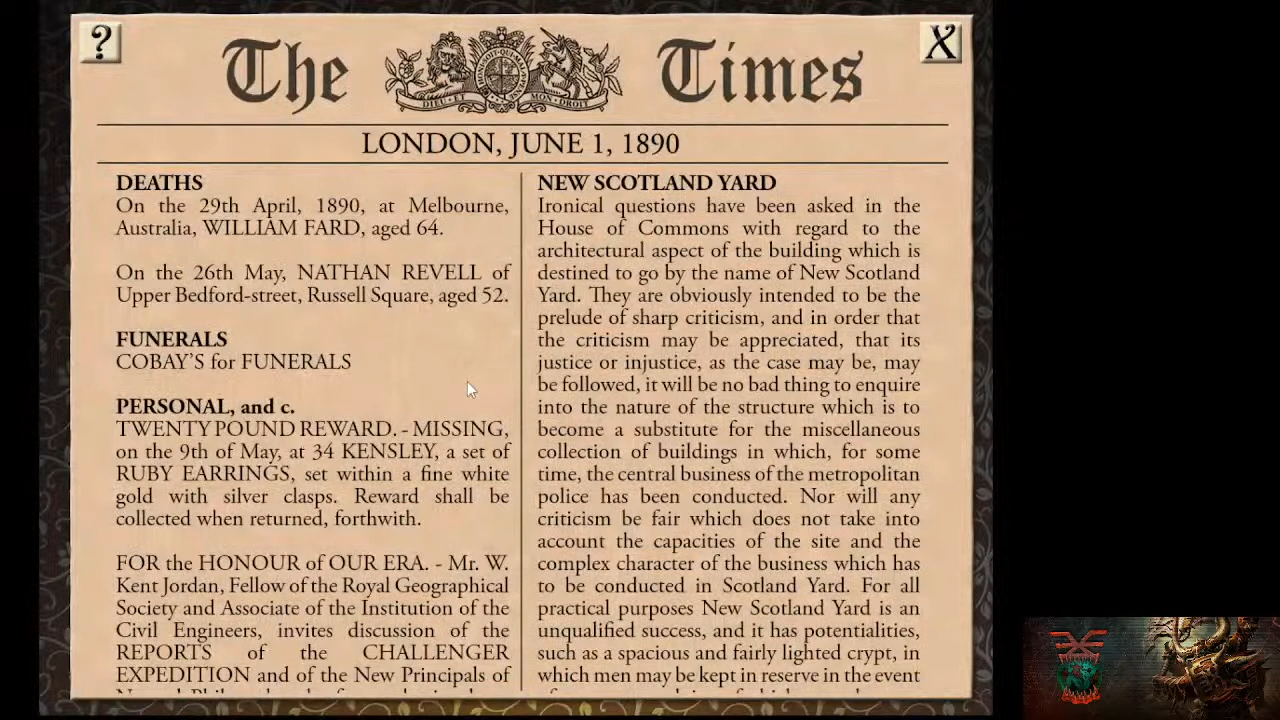 ?
The Times
X
DIEU·ET MON·DROIT
LONDON, JUNE 1, 1890
DEATHS
On the 29th April, 1890, at Melbourne,
Australia, WILLIAM FARD, aged 64.
On the 26th May, NATHAN REVELL of
Upper Bedford-street, Russell Square, aged 52.
FUNERALS
COBAY'S for FUNERALS
PERSONAL, and c.
TWENTY POUND REWARD. - MISSING,
on the 9th of May, at 34 KENSLEY, a set of
RUBY EARRINGS, set within a fine white
gold with silver clasps. Reward shall be
collected when returned, forthwith.
FOR the HONOUR of OUR ERA. - Mr. W.
Kent Jordan, Fellow of the Royal Geographical
Society and Associate of the Institution of the
Civil Engineers, invites discussion of the
REPORTS of the CHALLENGER
EXPEDITION and of the New Principals of
NEW SCOTLAND YARD
Ironical questions have been asked in the
House of Commons with regard to the
architectural aspect of the building which is
destined to go by the name of New Scotland
Yard. They are obviously intended to be the
prelude of sharp criticism, and in order that
the criticism may be appreciated, that its
justice or injustice, as the case may be, may
be followed, it will be no bad thing to enquire
into the nature of the structure which is to
become a substitute for the miscellaneous
collection of buildings in which, for some
time, the central business of the metropolitan
police has been conducted. Nor will any
criticism be fair which does not take into
account the capacities of the site and the
complex character of the business which has
to be conducted in Scotland Yard. For all
practical purposes New Scotland Yard is an
unqualified success, and it has potentialities,
such as a spacious and fairly lighted crypt, in
which men may be kept in reserve in the event